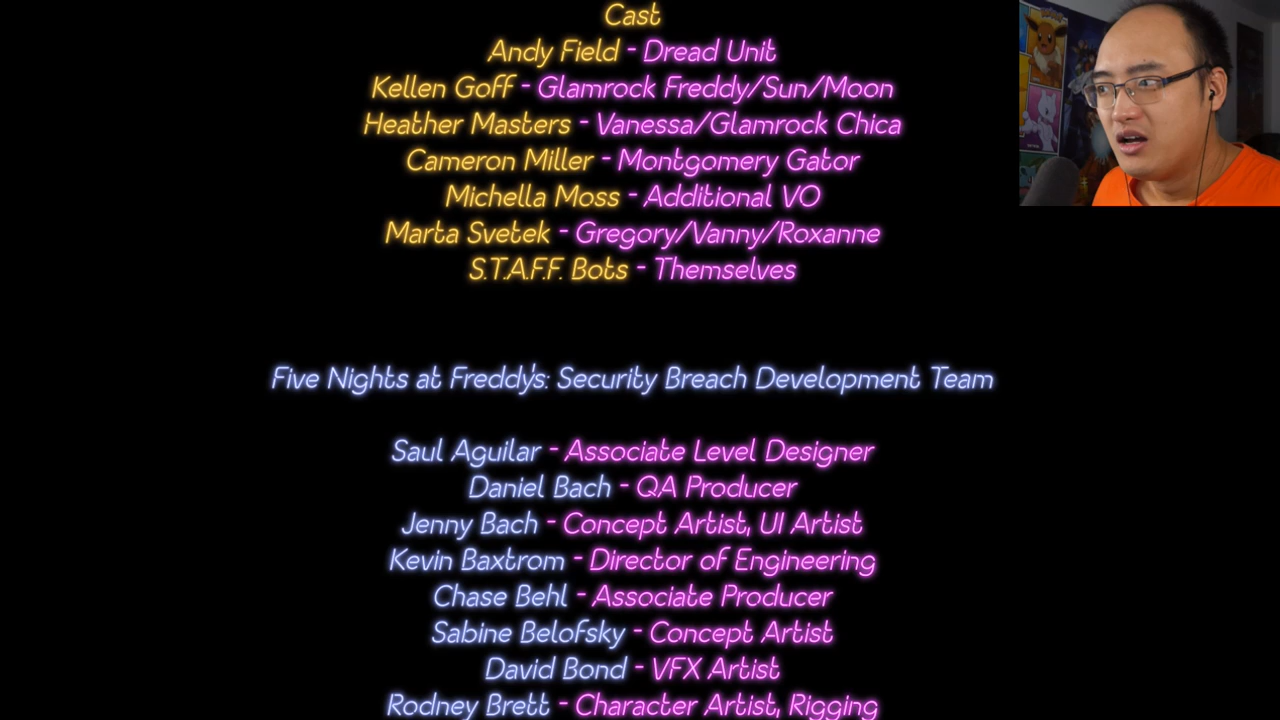 Cast
Andy Field - Dread Unit
Kellen Goff - Glamrock Freddy/Sun/Moon
Heather Masters - Vanessa/Glamrock Chica
Cameron Miller - Montgomery Gator
Michella Moss - Additional VO
Marta Svetek - Gregory/Vanny/Roxanne
S.T.A.F.F. Bots - Themselves
Five Nights at Freddy's: Security Breach Development Team
Saul Aguilar - Associate Level Designer
Daniel Bach - QA Producer
Jenny Bach - Concept Artist, UI Artist
Kevin Baxtrom - Director of Engineering
Chase Behl - Associate Producer
Sabine Belofsky - Concept Artist
David Bond - VFX Artist
Rodney Brett - Character Artist, Rigging